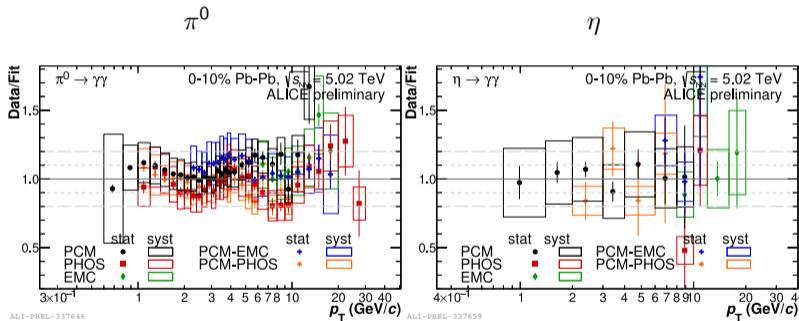 π⁰
Data/Fit
π⁰ → γγ
0-10% Pb-Pb, √s = 5.02 TeV
ALICE preliminary
1.5
1.0
0.5
stat syst stat syst
PCM PCM-EMC
PHOS PCM-PHOS
EMC
3×10⁻¹ 1 2 3 4 5 6 7 8 10 20 30 40
p_T (GeV/c)
ALI-PREL-337646
η
Data/Fit
η → γγ
0-10% Pb-Pb, √s = 5.02 TeV
ALICE preliminary
1.5
1.0
0.5
stat syst stat syst
PCM PCM-EMC
PHOS PCM-PHOS
EMC
4×10⁻¹ 1 2 3 4 5 6 7 8 9 10 20 30
p_T (GeV/c)
ALI-PREL-337659